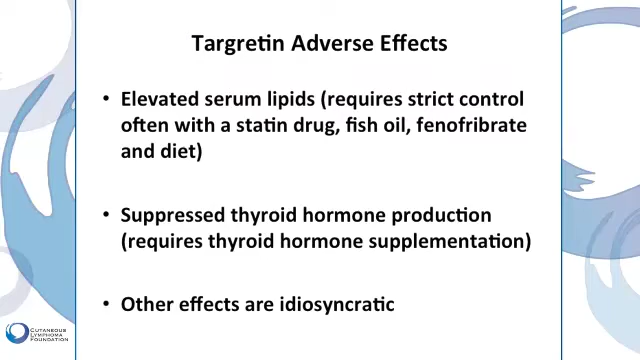 Targretin Adverse Effects
• Elevated serum lipids (requires strict control
often with a statin drug, fish oil, fenofribrate
and diet)
• Suppressed thyroid hormone production
(requires thyroid hormone supplementation)
• Other effects are idiosyncratic
CUTANEOUS
LYMPHOMA
FOUNDATION